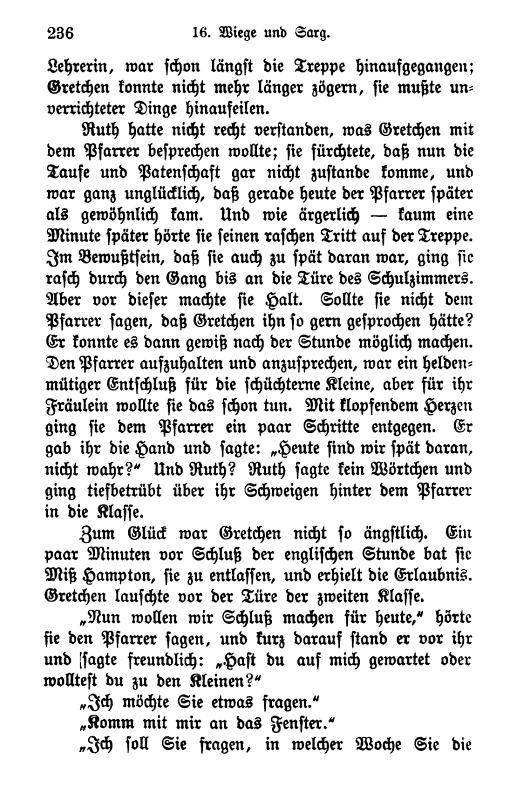 236 16. Wiege und Sarg.
Lehrerin, war schon längst die Treppe hinaufgegangen;
Gretchen konnte nicht mehr länger zögern, sie mußte un-
verrichteter Dinge hinaufeilen.
Ruth hatte nicht recht verstanden, was Gretchen mit
dem Pfarrer besprechen wollte; sie fürchtete, daß nun die
Taufe und Patenschaft gar nicht zustande komme, und
war ganz unglücklich, daß gerade heute der Pfarrer später
als gewöhnlich kam. Und wie ärgerlich — kaum eine
Minute später hörte sie seinen raschen Tritt auf der Treppe.
Im Bewußtsein, daß sie auch zu spät daran war, ging sie
rasch durch den Gang bis an die Türe des Schulzimmers.
Aber vor dieser machte sie Halt. Sollte sie nicht dem
Pfarrer sagen, daß Gretchen ihn so gern gesprochen hätte?
Er konnte es dann gewiß nach der Stunde möglich machen.
Den Pfarrer aufzuhalten und anzusprechen, war ein helden-
mütiger Entschluß für die schüchterne Kleine, aber für ihr
Fräulein wollte sie das schon tun. Mit klopfendem Herzen
ging sie dem Pfarrer ein paar Schritte entgegen. Er
gab ihr die Hand und sagte: „Heute sind wir spät daran,
nicht wahr?“ Und Ruth? Ruth sagte kein Wörtchen und
ging tiefbetrübt über ihr Schweigen hinter dem Pfarrer
in die Klasse.
Zum Glück war Gretchen nicht so ängstlich. Ein
paar Minuten vor Schluß der englischen Stunde bat sie
Miß Hampton, sie zu entlassen, und erhielt die Erlaubnis.
Gretchen lauschte vor der Türe der zweiten Klasse.
„Nun wollen wir Schluß machen für heute,“ hörte
sie den Pfarrer sagen, und kurz darauf stand er vor ihr
und sagte freundlich: „Hast du auf mich gewartet oder
wolltest du zu den Kleinen?“
„Ich möchte Sie etwas fragen.“
„Komm mit mir an das Fenster.“
„Ich soll Sie fragen, in welcher Woche Sie die